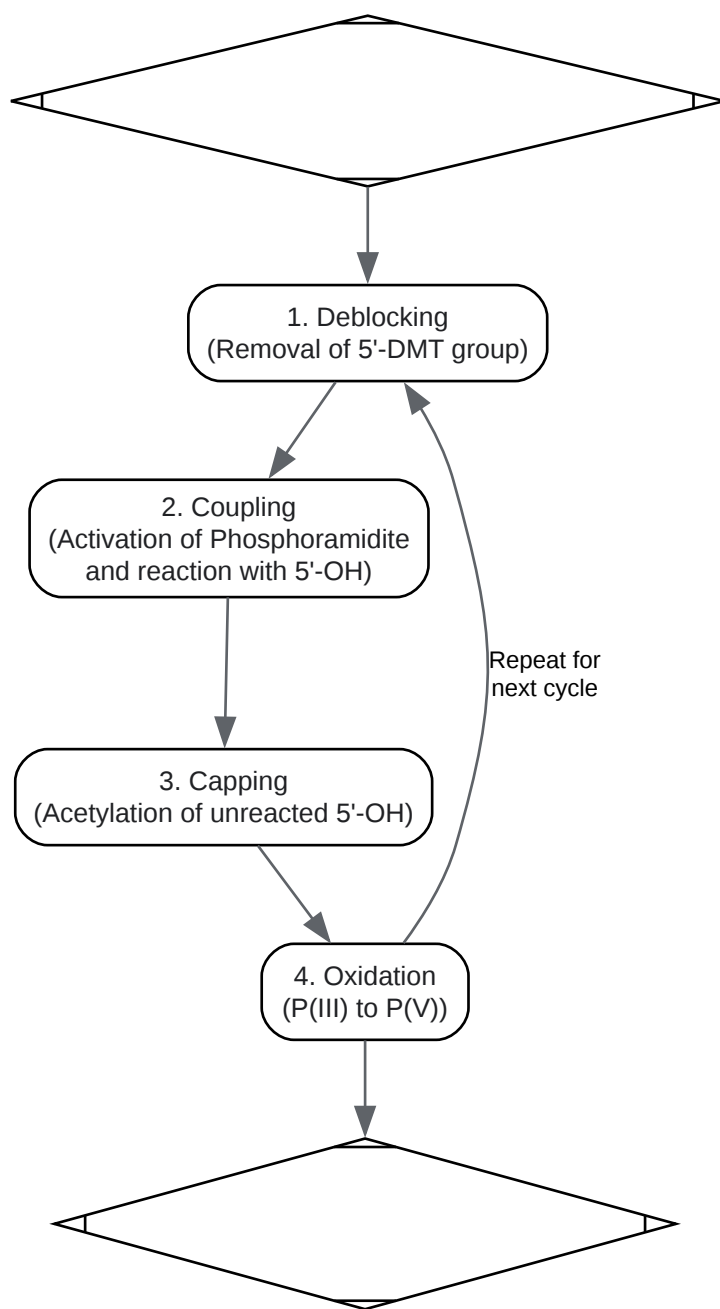 1. Deblocking
(Removal of 5'-DMT group)
2. Coupling
(Activation of Phosphoramidite
and reaction with 5'-OH)
Repeat for
next cycle
3. Capping
(Acetylation of unreacted 5'-OH)
4. Oxidation
(P(III) to P(V))